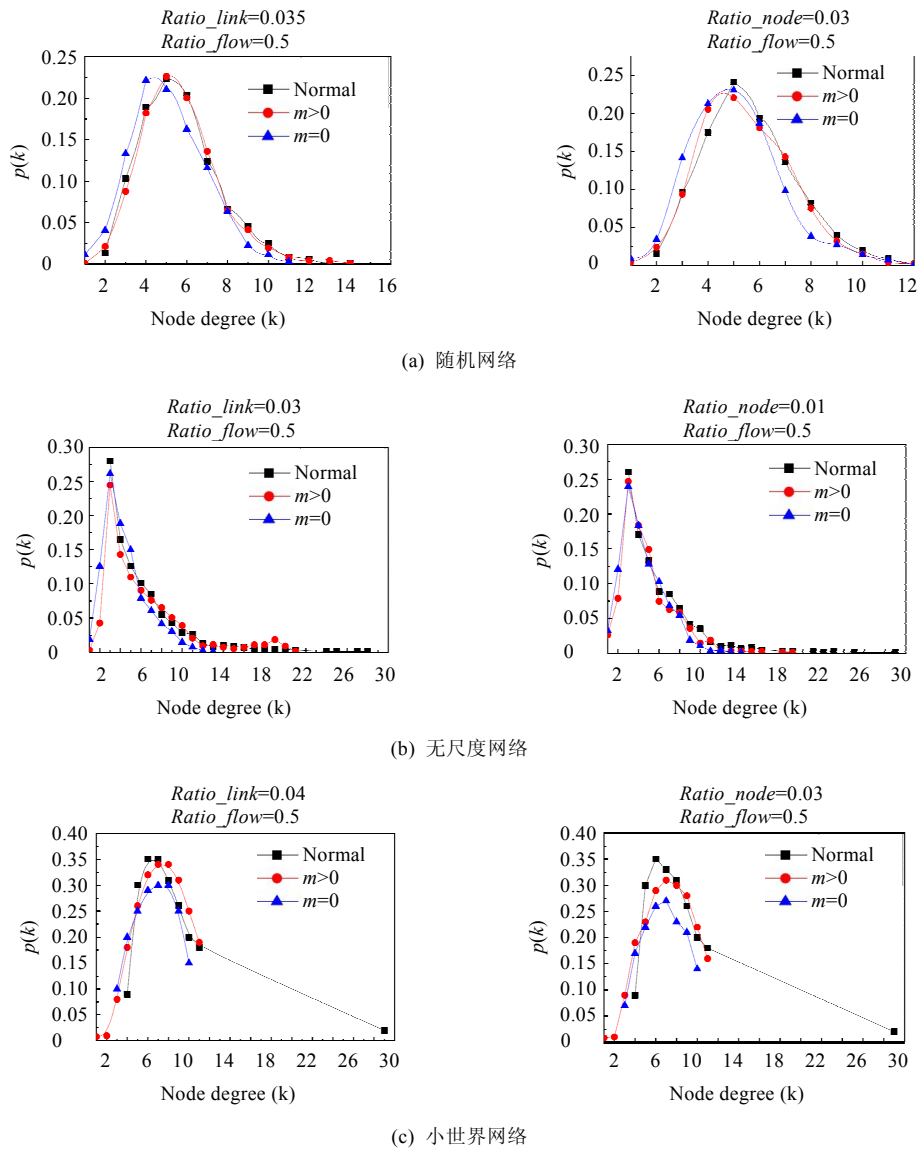 Ratio_link=0.035
Ratio_flow=0.5
0.25
0.20
0.15
0.10
0.05
0
p(k)
Normal
m>0
m=0
2 4 6 8 10 12 14 16
Node degree (k)
Ratio_node=0.03
Ratio_flow=0.5
0.25
0.20
0.15
0.10
0.05
0
p(k)
Normal
m>0
m=0
2 4 6 8 10 12
Node degree (k)
(a) 随机网络
Ratio_link=0.03
Ratio_flow=0.5
0.30
0.25
0.20
0.15
0.10
0.05
0
p(k)
Normal
m>0
m=0
2 6 10 14 18 22 26 30
Node degree (k)
Ratio_node=0.01
Ratio_flow=0.5
0.30
0.25
0.20
0.15
0.10
0.05
0
p(k)
Normal
m>0
m=0
2 6 10 14 18 22 26 30
Node degree (k)
(b) 无尺度网络
Ratio_link=0.04
Ratio_flow=0.5
0.40
0.35
0.30
0.25
0.20
0.15
0.10
0.05
0
p(k)
Normal
m>0
m=0
2 6 10 14 18 22 26 30
Node degree (k)
Ratio_node=0.03
Ratio_flow=0.5
0.40
0.35
0.30
0.25
0.20
0.15
0.10
0.05
0
p(k)
Normal
m>0
m=0
2 6 10 14 18 22 26 30
Node degree (k)
(c) 小世界网络